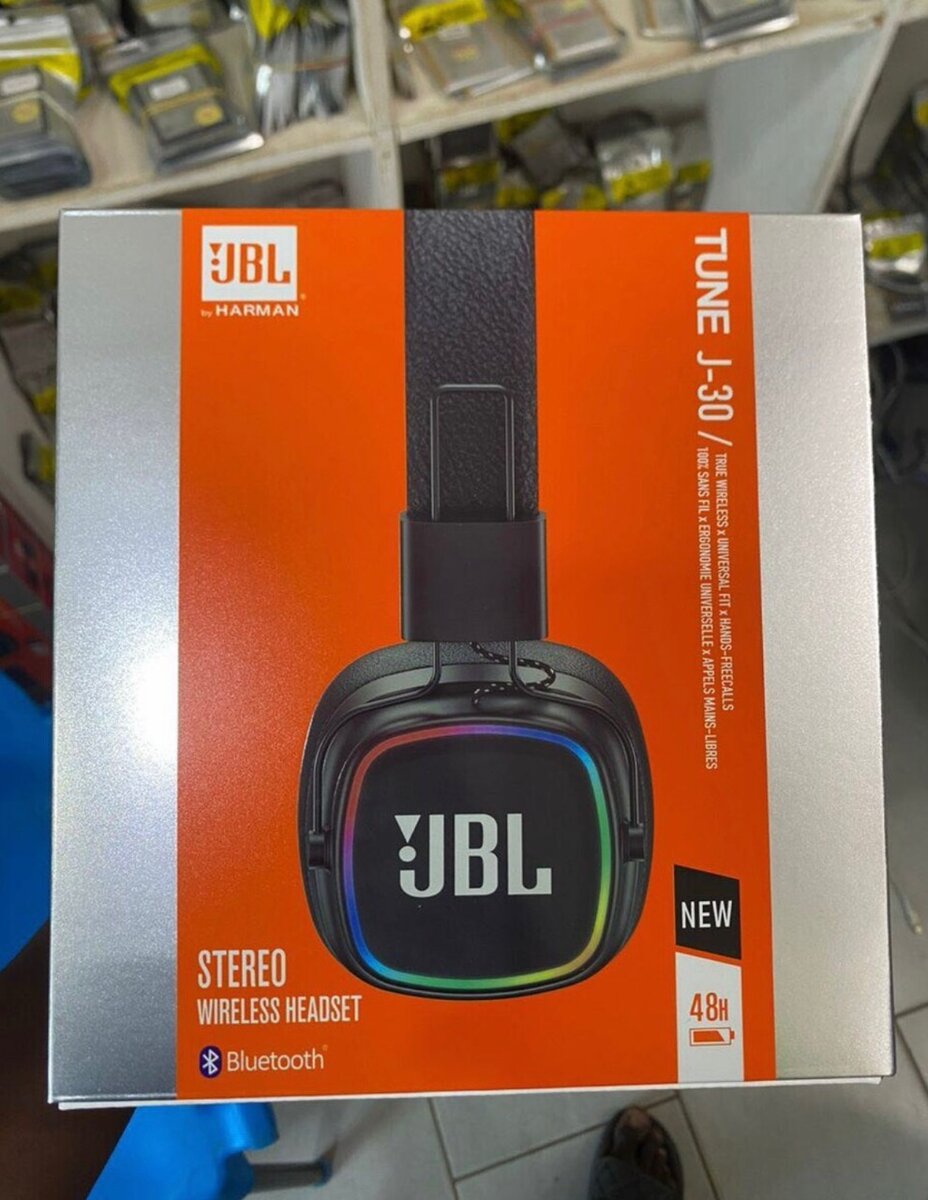 JBL
by HARMAN
TUNE J-30 /
TRUE WIRELESS x UNIVERSAL FIT x HANDS-FREECALLS
100% SANS FIL x ERGONOMIE UNIVERSELLE x APPELS MAINS-LIBRES
JBL
NEW
48H
STEREO
WIRELESS HEADSET
Bluetooth®